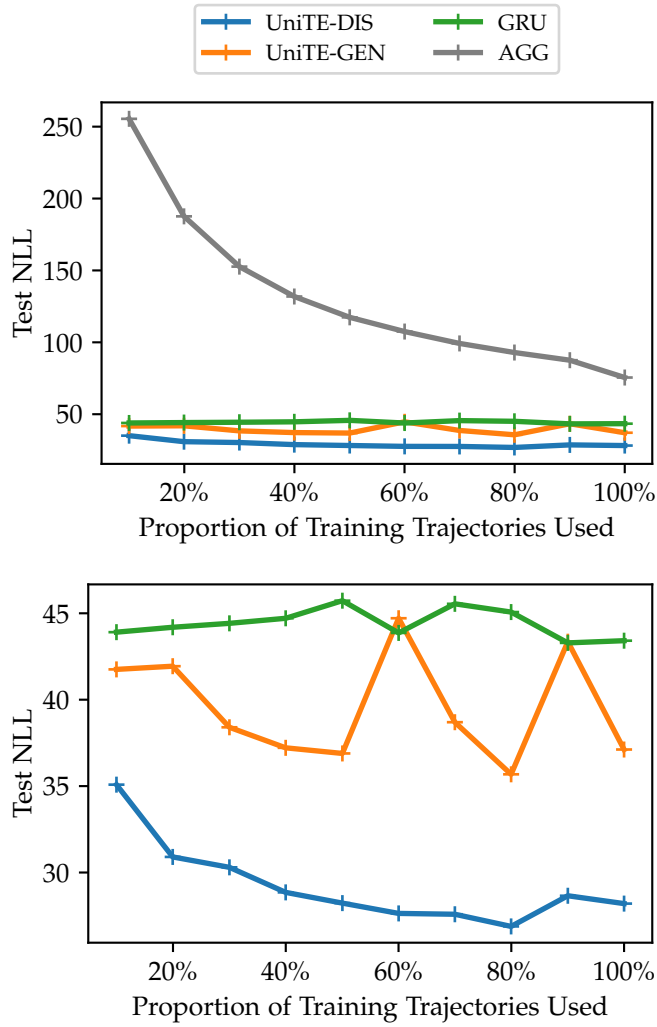 UniTE-DIS GRU
UniTE-GEN AGG
250
200
150
100
50
Test NLL
20% 40% 60% 80% 100%
Proportion of Training Trajectories Used
45
40
35
30
Test NLL
20% 40% 60% 80% 100%
Proportion of Training Trajectories Used